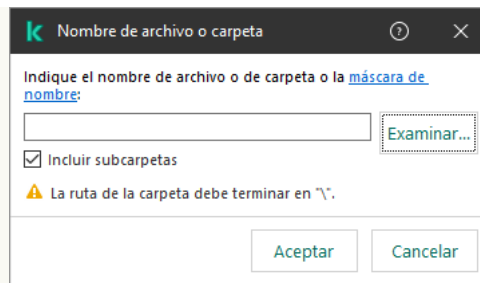 Nombre de archivo o carpeta
Indique el nombre de archivo o de carpeta o la máscara de
nombre:
Examinar...
Incluir subcarpetas
La ruta de la carpeta debe terminar en "\".
Aceptar Cancelar